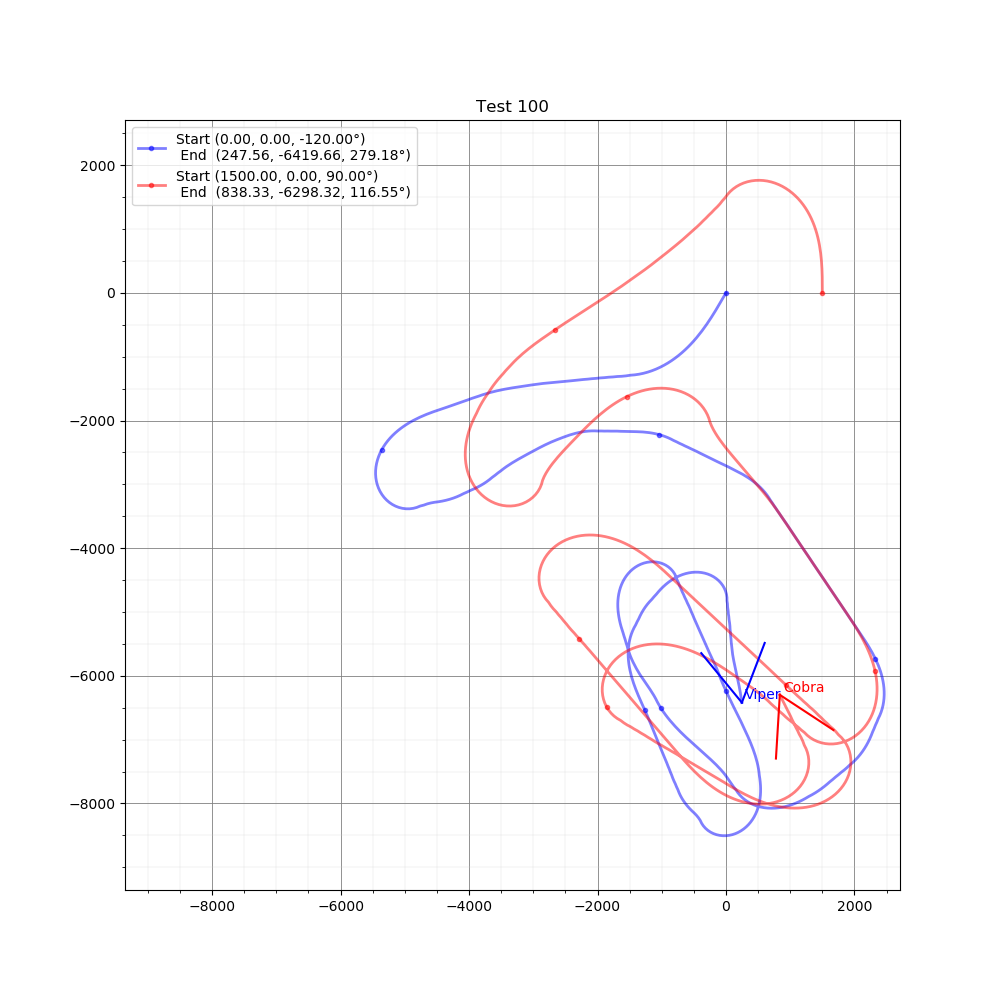 Test 100
Start (0.00, 0.00, -120.00°)
End (247.56, -6419.66, 279.18°)
Start (1500.00, 0.00, 90.00°)
End (838.33, -6298.32, 116.55°)
2000
0
−2000
−4000
−6000
−8000
Viper
Cobra
−8000 −6000 −4000 −2000 0 2000